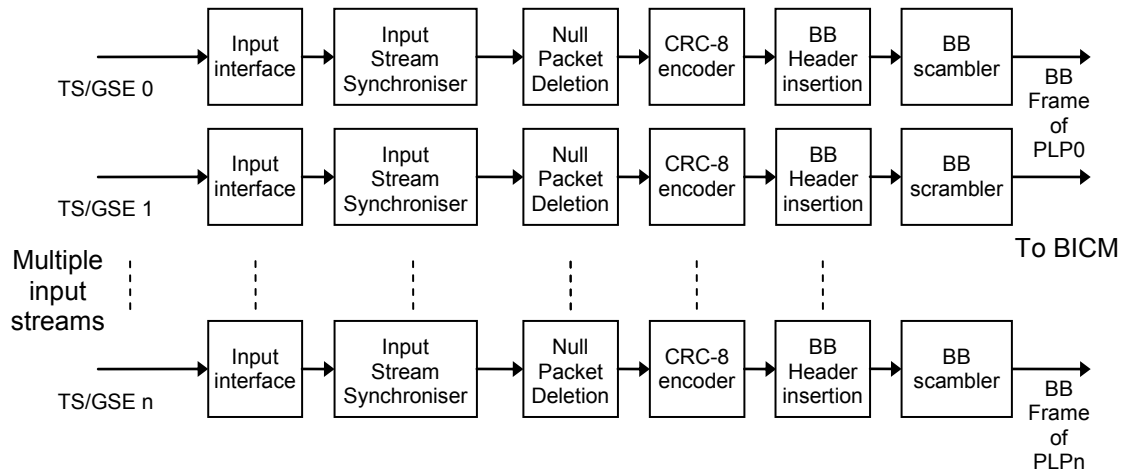 TS/GSE 0
Input
interface
Input
Stream
Synchroniser
Null
Packet
Deletion
CRC-8
encoder
BB
Header
insertion
BB
scambler
BB
Frame
of
PLP0
TS/GSE 1
Input
interface
Input
Stream
Synchroniser
Null
Packet
Deletion
CRC-8
encoder
BB
Header
insertion
BB
scrambler
Multiple
input
streams
To BICM
TS/GSE n
Input
interface
Input
Stream
Synchroniser
Null
Packet
Deletion
CRC-8
encoder
BB
Header
insertion
BB
scambler
BB
Frame
of
PLPn